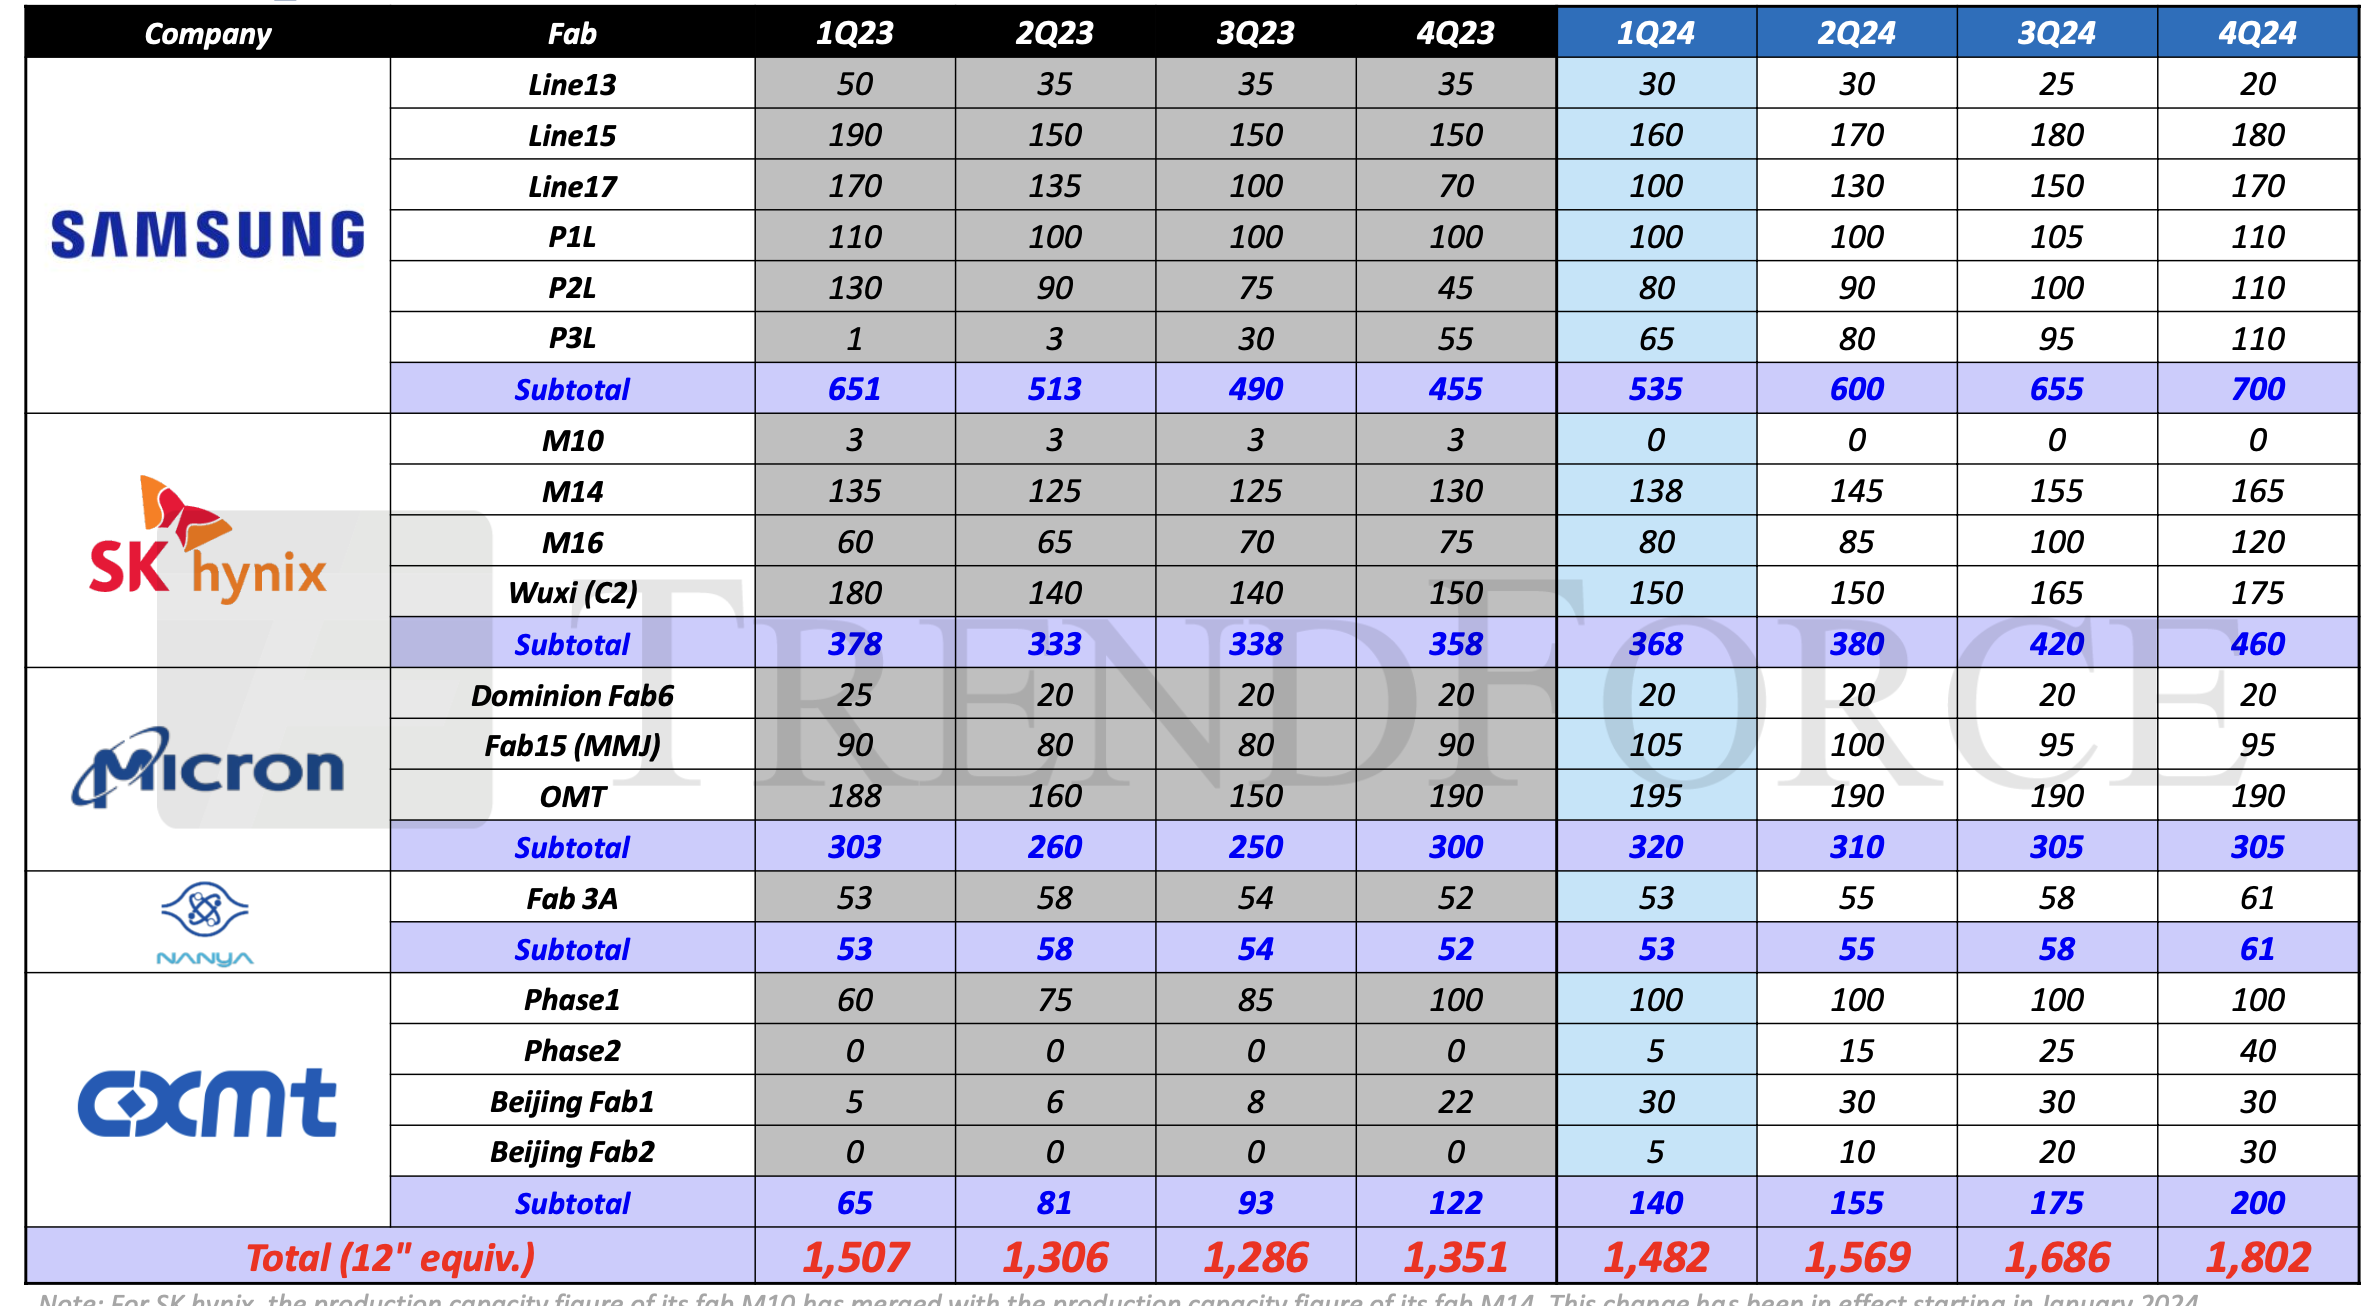 Company Fab 1Q23 2Q23 3Q23 4Q23 1Q24 2Q24 3Q24 4Q24
SAMSUNG
Line13 50 35 35 35 30 30 25 20
Line15 190 150 150 150 160 170 180 180
Line17 170 135 100 70 100 130 150 170
P1L 110 100 100 100 100 100 105 110
P2L 130 90 75 45 80 90 100 110
P3L 1 3 30 55 65 80 95 110
Subtotal 651 513 490 455 535 600 655 700
SK hynix
M10 3 3 3 3 0 0 0 0
M14 135 125 125 130 138 145 155 165
M16 60 65 70 75 80 85 100 120
Wuxi (C2) 180 140 140 150 150 150 165 175
Subtotal 378 333 338 358 368 380 420 460
TRENDFORCE
Micron
Dominion Fab6 25 20 20 20 20 20 20 20
Fab15 (MMJ) 90 80 80 90 105 100 95 95
OMT 188 160 150 190 195 190 190 190
Subtotal 303 260 250 300 320 310 305 305
NANYA
Fab 3A 53 58 54 52 53 55 58 61
Subtotal 53 58 54 52 53 55 58 61
cxmt
Phase1 60 75 85 100 100 100 100 100
Phase2 0 0 0 0 5 15 25 40
Beijing Fab1 5 6 8 22 30 30 30 30
Beijing Fab2 0 0 0 0 5 10 20 30
Subtotal 65 81 93 122 140 155 175 200
Total (12" equiv.) 1,507 1,306 1,286 1,351 1,482 1,569 1,686 1,802
Note: For SK hynix, the production capacity figure of its fab M10 has merged with the production capacity figure of its fab M14. This change has been in effect starting in January 2024.